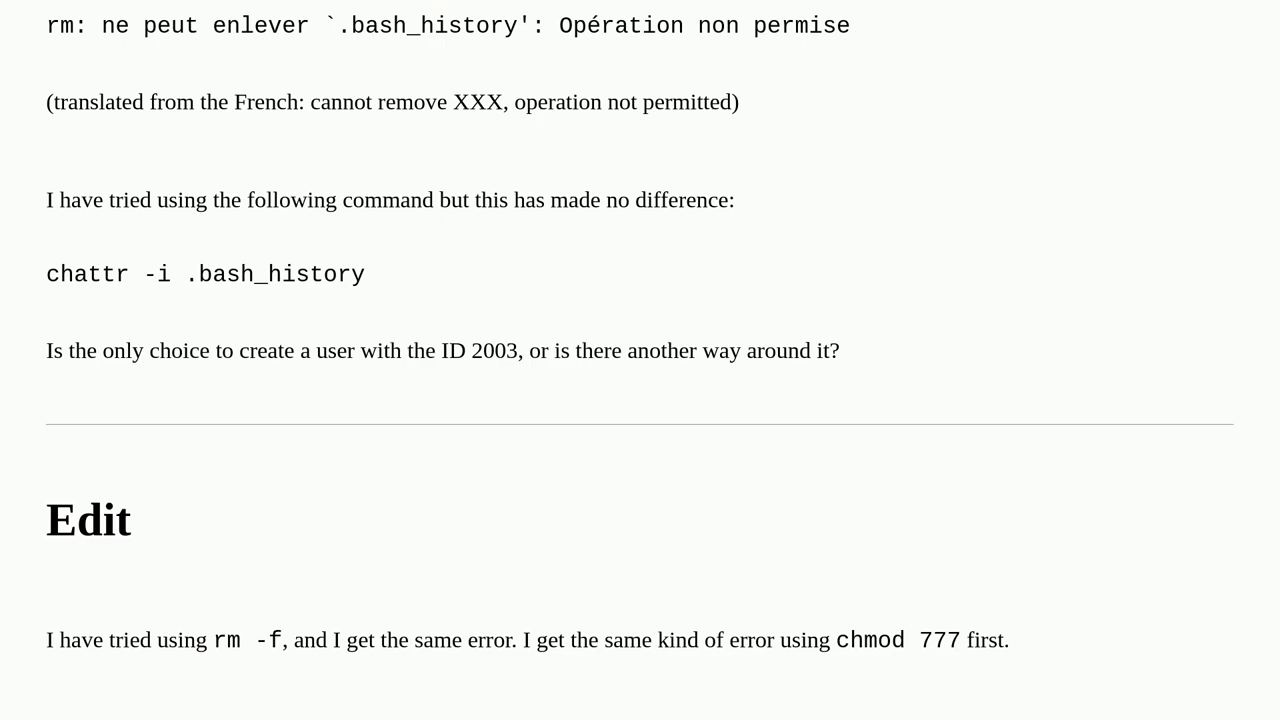 rm: ne peut enlever `.bash_history': Opération non permise
(translated from the French: cannot remove XXX, operation not permitted)
I have tried using the following command but this has made no difference:
chattr -i .bash_history
Is the only choice to create a user with the ID 2003, or is there another way around it?
Edit
I have tried using rm -f, and I get the same error. I get the same kind of error using chmod 777 first.